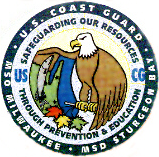 U.S. COAST GUARD
SAFEGUARDING OUR RESOURCES
US CG
THROUGH PREVENTION & EDUCATION
MSO MILWAUKEE • MSD STURGEON BAY